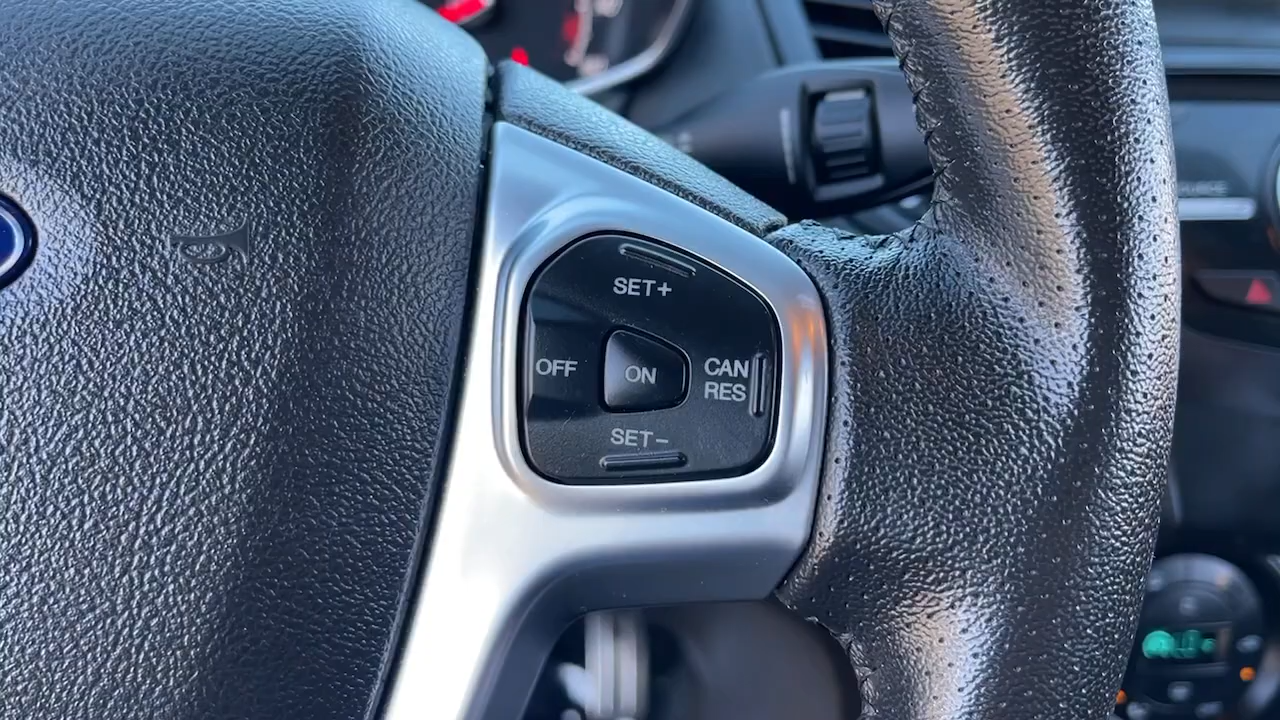 SET+
OFF
ON
CAN
RES
SET-